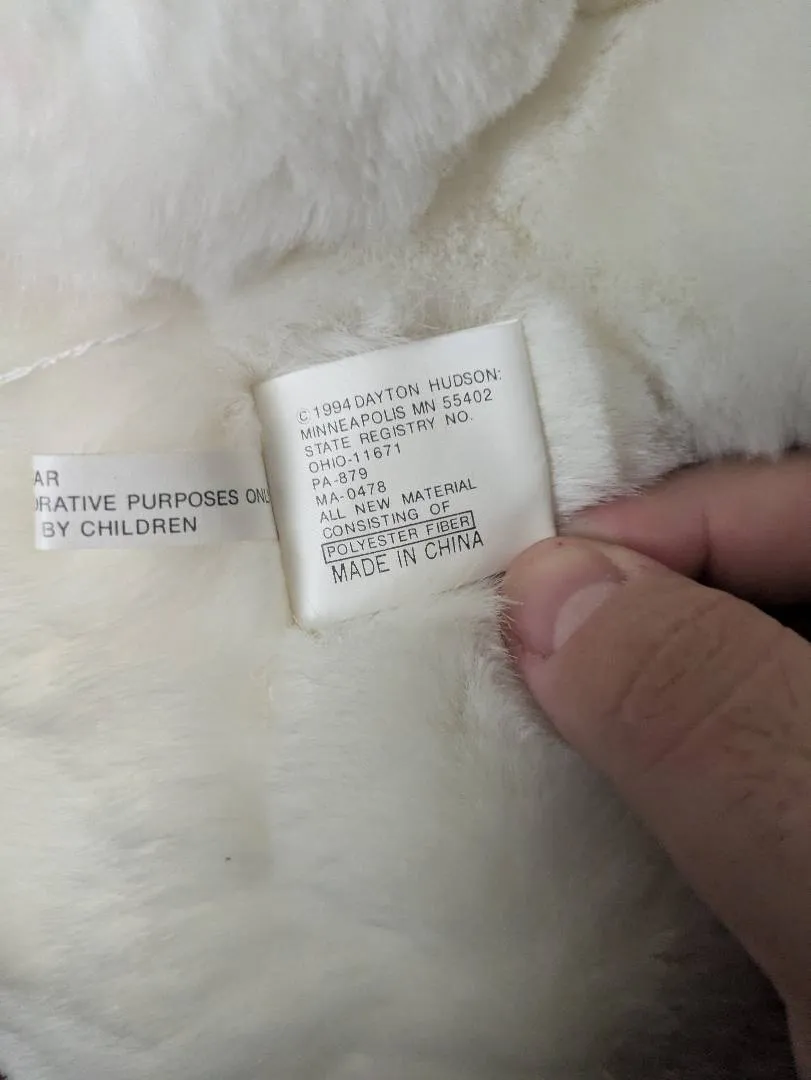 AR
RATIVE PURPOSES ONL
BY CHILDREN
©1994 DAYTON HUDSON:
MINNEAPOLIS MN 55402
STATE REGISTRY NO.
OHIO-11671
PA-879
MA-0478
ALL NEW MATERIAL
CONSISTING OF
POLYESTER FIBER
MADE IN CHINA